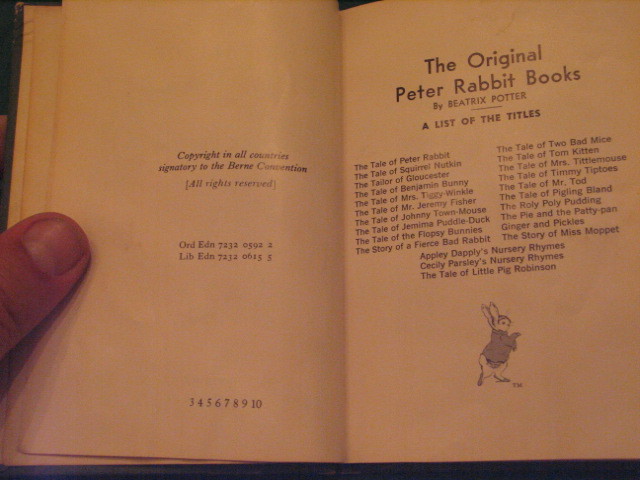 Copyright in all countries
signatory to the Berne Convention
[All rights reserved]
Ord Edn 7232 0592 2
Lib Edn 7232 0615 5
3 4 5 6 7 8 9 10
The Original
Peter Rabbit Books
By BEATRIX POTTER
A LIST OF THE TITLES
The Tale of Peter Rabbit
The Tale of Squirrel Nutkin
The Tailor of Gloucester
The Tale of Benjamin Bunny
The Tale of Mrs. Tiggy-Winkle
The Tale of Mr. Jeremy Fisher
The Tale of Johnny Town-Mouse
The Tale of Jemima Puddle-Duck
The Tale of the Flopsy Bunnies
The Story of a Fierce Bad Rabbit
The Tale of Two Bad Mice
The Tale of Tom Kitten
The Tale of Mrs. Tittlemouse
The Tale of Timmy Tiptoes
The Tale of Mr. Tod
The Tale of Pigling Bland
The Roly Poly Pudding
The Pie and the Patty-pan
Ginger and Pickles
The Story of Miss Moppet
Appley Dapply's Nursery Rhymes
Cecily Parsley's Nursery Rhymes
The Tale of Little Pig Robinson
TM